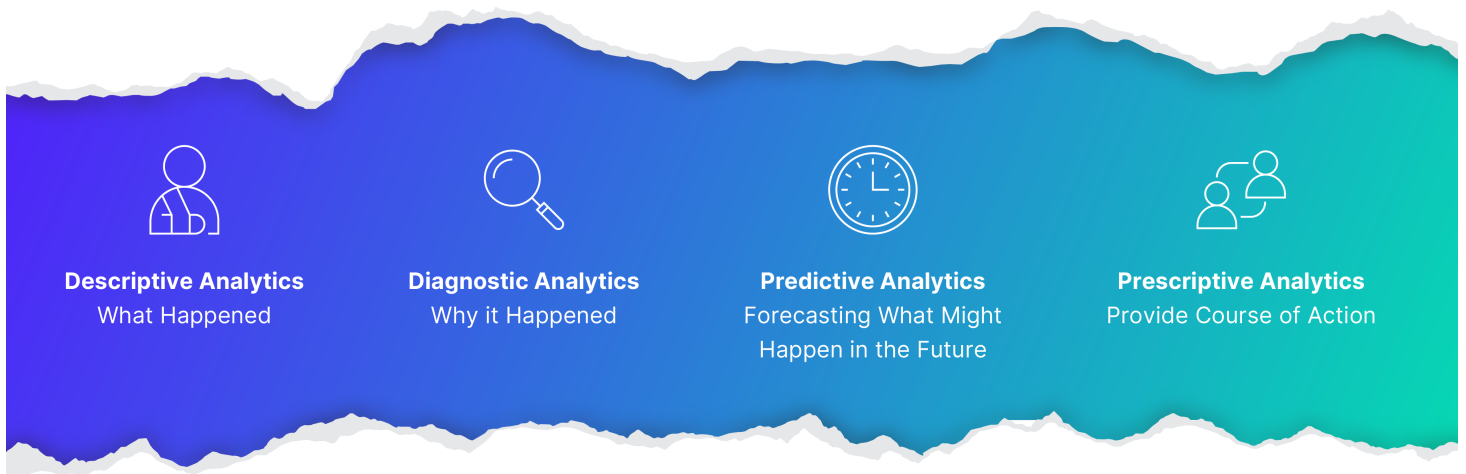 Descriptive Analytics
What Happened
Diagnostic Analytics
Why it Happened
Predictive Analytics
Forecasting What Might
Happen in the Future
Prescriptive Analytics
Provide Course of Action